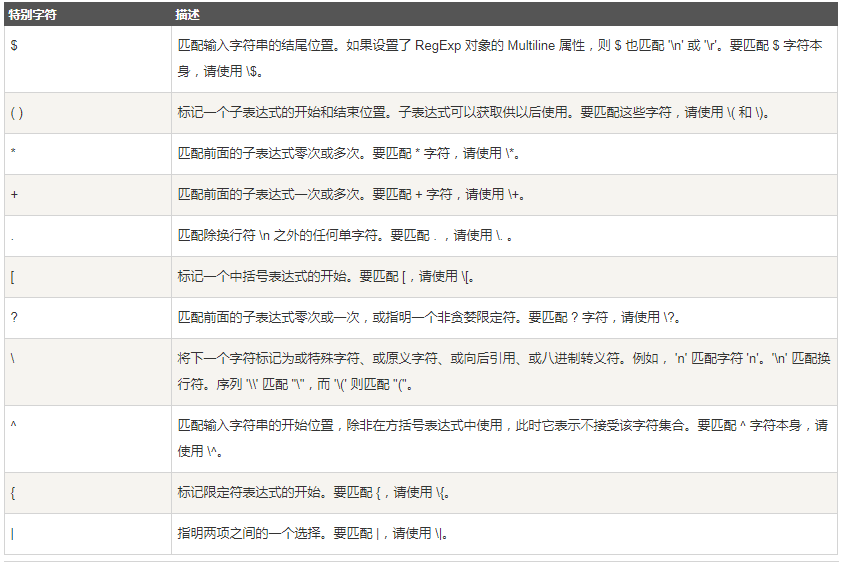 特别字符 描述
$ 匹配输入字符串的结尾位置。如果设置了 RegExp 对象的 Multiline 属性，则 $ 也匹配 '\n' 或 '\r'。要匹配 $ 字符本
身，请使用 \$。
( ) 标记一个子表达式的开始和结束位置。子表达式可以获取供以后使用。要匹配这些字符，请使用 \( 和 \)。
* 匹配前面的子表达式零次或多次。要匹配 * 字符，请使用 \*。
+ 匹配前面的子表达式一次或多次。要匹配 + 字符，请使用 \+。
. 匹配除换行符 \n 之外的任何单字符。要匹配 . ，请使用 \. 。
[ 标记一个中括号表达式的开始。要匹配 [，请使用 \[。
? 匹配前面的子表达式零次或一次，或指明一个非贪婪限定符。要匹配 ? 字符，请使用 \?。
\ 将下一个字符标记为或特殊字符、或原义字符、或向后引用、或八进制转义符。例如， 'n' 匹配字符 'n'。'\n' 匹配换
行符。序列 '\\' 匹配 "\"，而 '\(' 则匹配 "("。
^ 匹配输入字符串的开始位置，除非在方括号表达式中使用，此时它表示不接受该字符集合。要匹配 ^ 字符本身，请
使用 \^。
{ 标记限定符表达式的开始。要匹配 {，请使用 \{。
| 指明两项之间的一个选择。要匹配 |，请使用 \|。